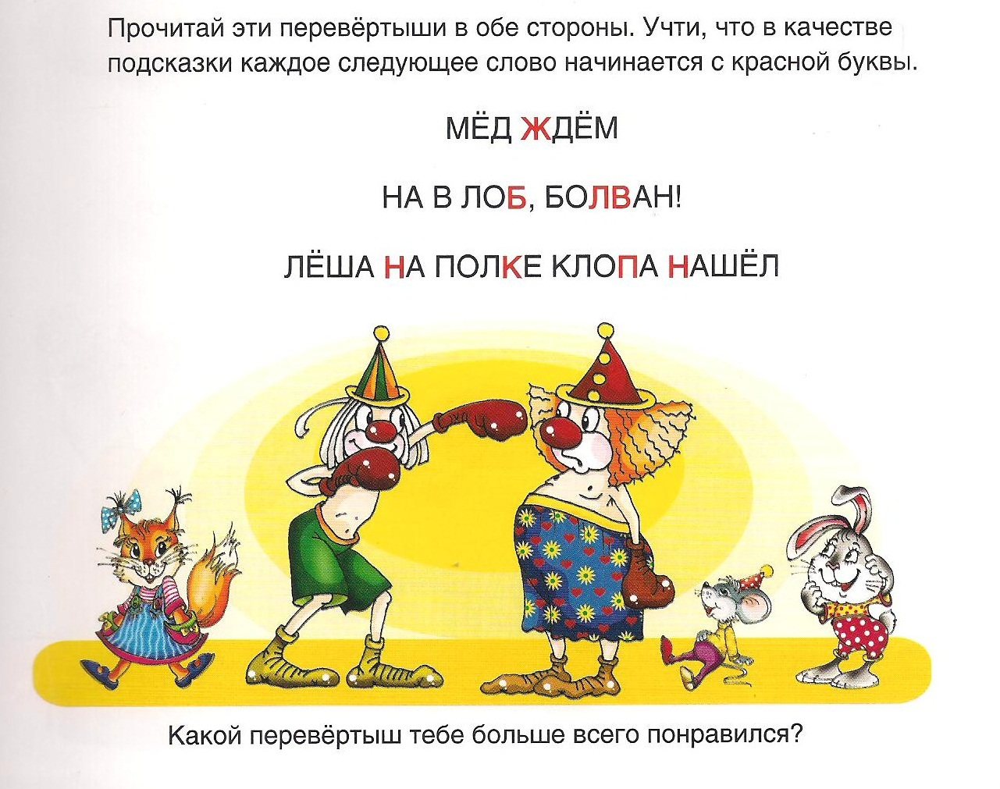 Прочитай эти перевёртыши в обе стороны. Учти, что в качестве
подсказки каждое следующее слово начинается с красной буквы.
МЁД ЖДЁМ
НА В ЛОБ, БОЛВАН!
ЛЁША НА ПОЛКЕ КЛОПА НАШЁЛ
Какой перевёртыш тебе больше всего понравился?